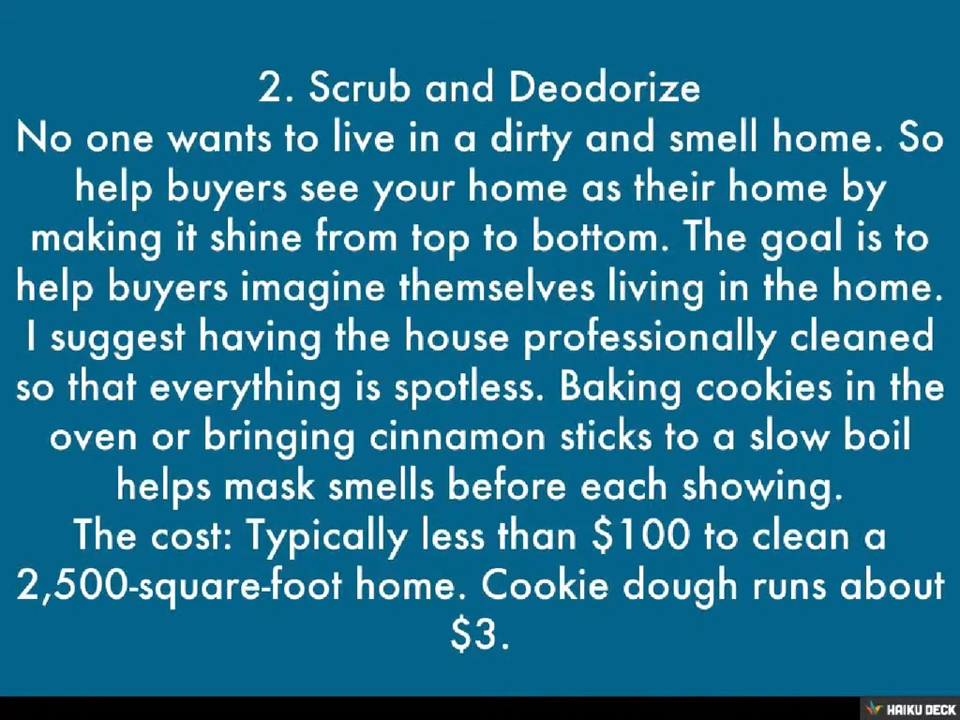 2. Scrub and Deodorize
No one wants to live in a dirty and smell home. So
help buyers see your home as their home by
making it shine from top to bottom. The goal is to
help buyers imagine themselves living in the home.
I suggest having the house professionally cleaned
so that everything is spotless. Baking cookies in the
oven or bringing cinnamon sticks to a slow boil
helps mask smells before each showing.
The cost: Typically less than $100 to clean a
2,500-square-foot home. Cookie dough runs about
$3.
HAIKU DECK